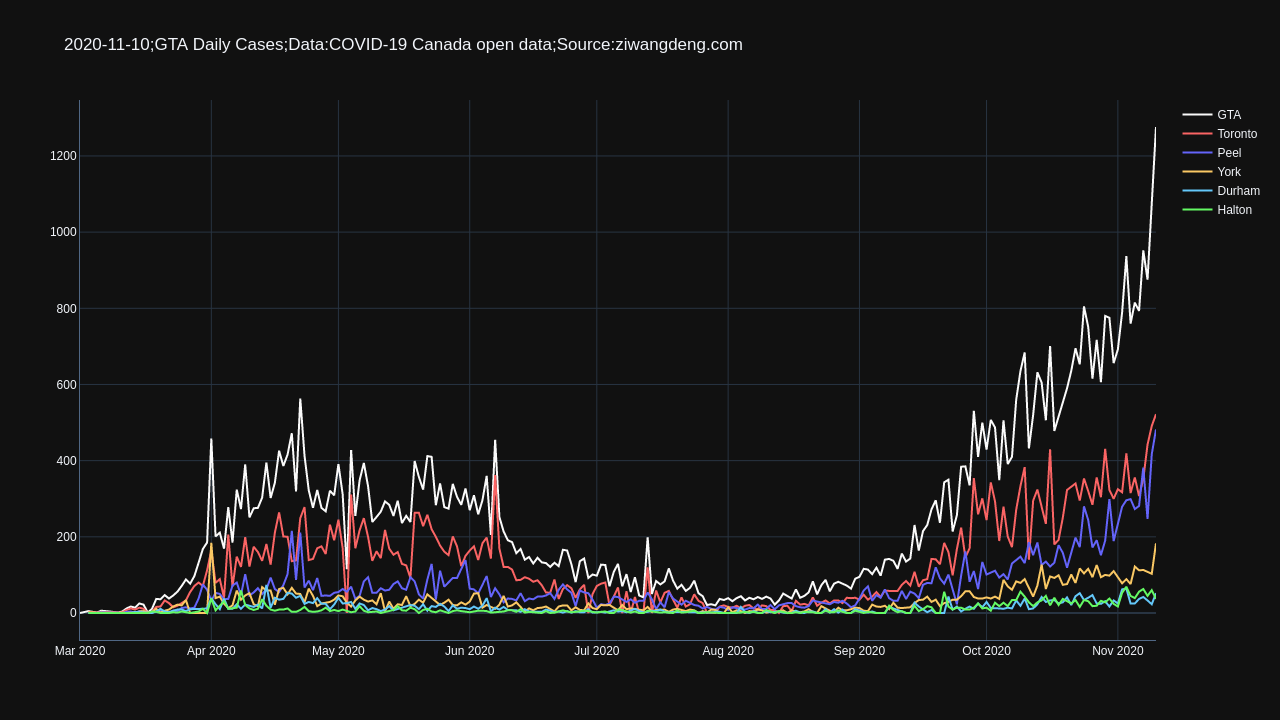 2020-11-10;GTA Daily Cases;Data:COVID-19 Canada open data;Source:ziwangdeng.com
GTA
Toronto
Peel
York
Durham
Halton
1200
1000
800
600
400
200
0
Mar 2020 Apr 2020 May 2020 Jun 2020 Jul 2020 Aug 2020 Sep 2020 Oct 2020 Nov 2020